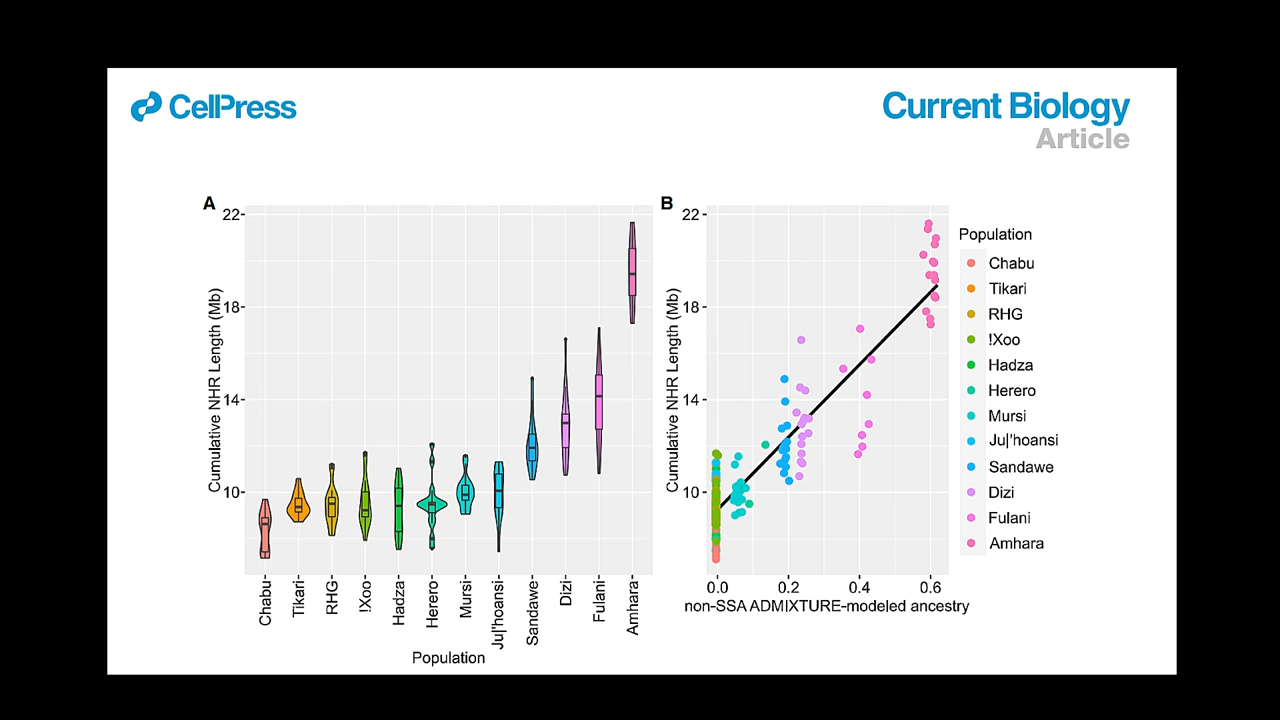 CellPress
Current Biology
Article
A
B
22
18
14
10
Cumulative NHR Length (Mb)
Chabu
Tikari
RHG
!Xoo
Hadza
Herero
Mursi
Ju|'hoansi
Sandawe
Dizi
Fulani
Amhara
Population
22
18
14
10
Cumulative NHR Length (Mb)
0.0 0.2 0.4 0.6
non-SSA ADMIXTURE-modeled ancestry
Population
Chabu
Tikari
RHG
!Xoo
Hadza
Herero
Mursi
Ju|'hoansi
Sandawe
Dizi
Fulani
Amhara